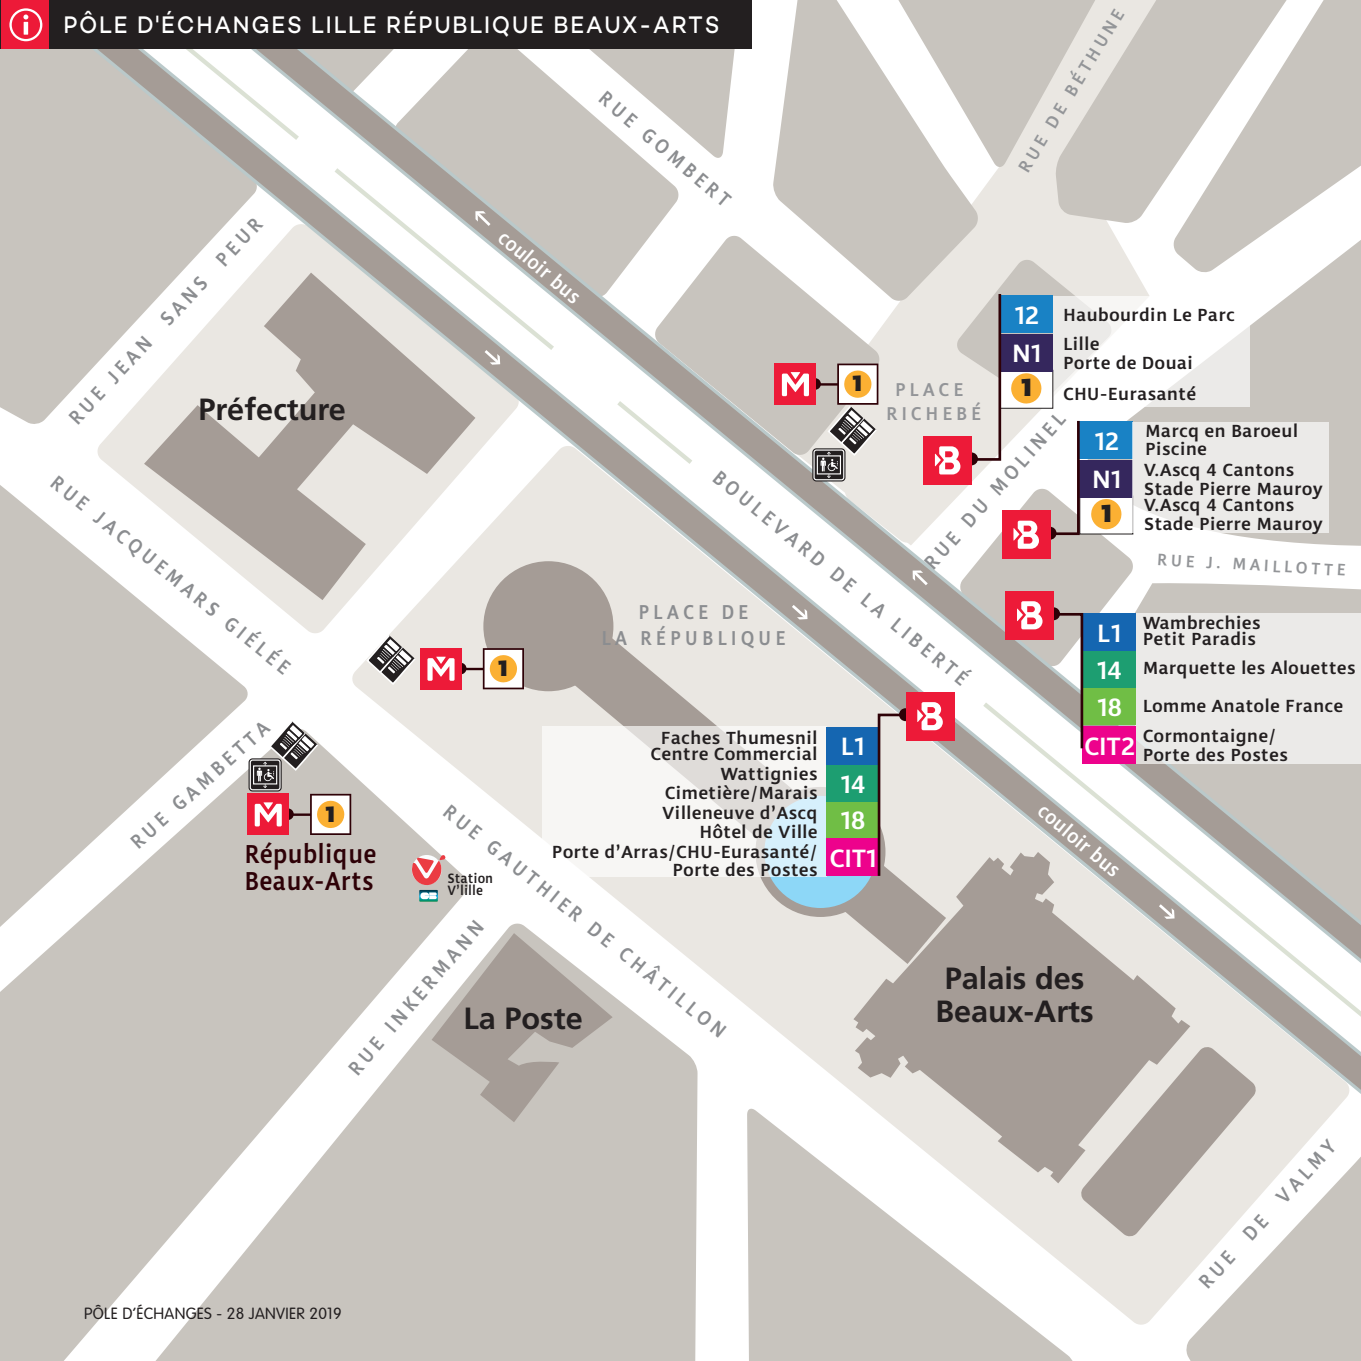 PÔLE D'ÉCHANGES LILLE RÉPUBLIQUE BEAUX-ARTS
RUE DE BÉTHUNE
RUE GOMBERT
couloir bus
RUE JEAN SANS PEUR
Préfecture
M
1
PLACE
RICHEBÉ
B
12
Haubourdin Le Parc
N1
Lille
Porte de Douai
1
CHU-Eurasanté
RUE DU MOLINEL
B
12
Marcq en Baroeul
Piscine
N1
V.Ascq 4 Cantons
Stade Pierre Mauroy
1
V.Ascq 4 Cantons
Stade Pierre Mauroy
RUE J. MAILLOTTE
BOULEVARD DE LA LIBERTÉ
RUE JACQUEMARS GIÉLÉE
PLACE DE
LA RÉPUBLIQUE
M
1
B
L1
Wambrechies
Petit Paradis
14
Marquette les Alouettes
18
Lomme Anatole France
CIT2
Cormontaigne/
Porte des Postes
B
Faches Thumesnil
Centre Commercial
L1
Wattignies
Cimetière/Marais
14
Villeneuve d'Ascq
Hôtel de Ville
18
Porte d'Arras/CHU-Eurasanté/
Porte des Postes
CIT1
RUE GAMBETTA
M
1
République
Beaux-Arts
Station
V'lille
RUE GAUTHIER DE CHÂTILLON
couloir bus
RUE INKERMANN
La Poste
Palais des
Beaux-Arts
RUE DE VALMY
PÔLE D'ÉCHANGES - 28 JANVIER 2019